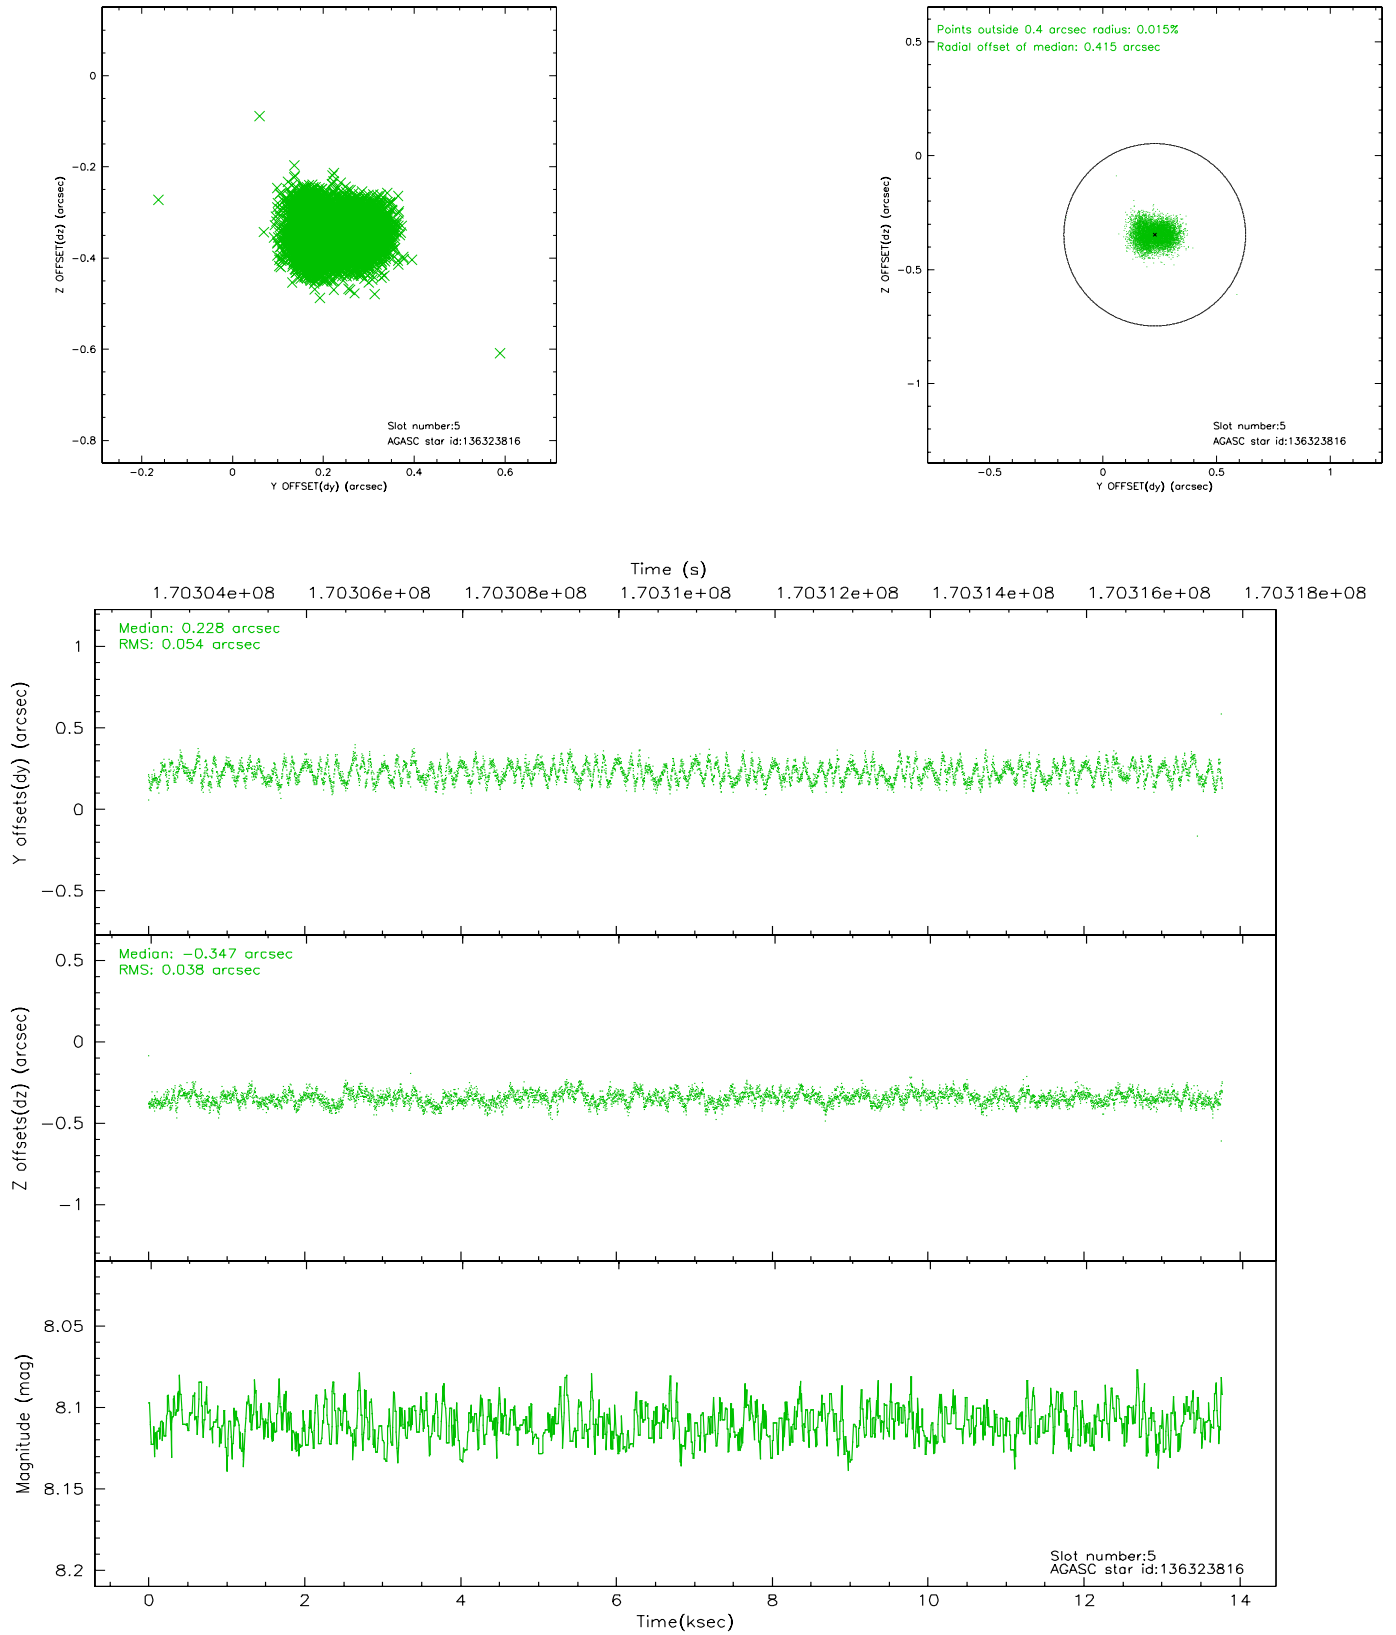 0
−0.2
−0.4
−0.6
−0.8
Z OFFSET(dz) (arcsec)
Slot number:5
AGASC star id:136323816
−0.2
0
0.2
0.4
0.6
Y OFFSET(dy) (arcsec)
Points outside 0.4 arcsec radius: 0.015%
Radial offset of median: 0.415 arcsec
0.5
0
−0.5
−1
Z OFFSET(dz) (arcsec)
Slot number:5
AGASC star id:136323816
−0.5
0
0.5
1
Y OFFSET(dy) (arcsec)
Time (s)
1.70304e+08
1.70306e+08
1.70308e+08
1.7031e+08
1.70312e+08
1.70314e+08
1.70316e+08
1.70318e+08
Median: 0.228 arcsec
RMS: 0.054 arcsec
1
0.5
0
−0.5
Y offsets(dy) (arcsec)
Median: −0.347 arcsec
RMS: 0.038 arcsec
0.5
0
−0.5
−1
Z offsets(dz) (arcsec)
8.05
8.1
8.15
8.2
Magnitude (mag)
Slot number:5
AGASC star id:136323816
0
2
4
6
8
10
12
14
Time(ksec)